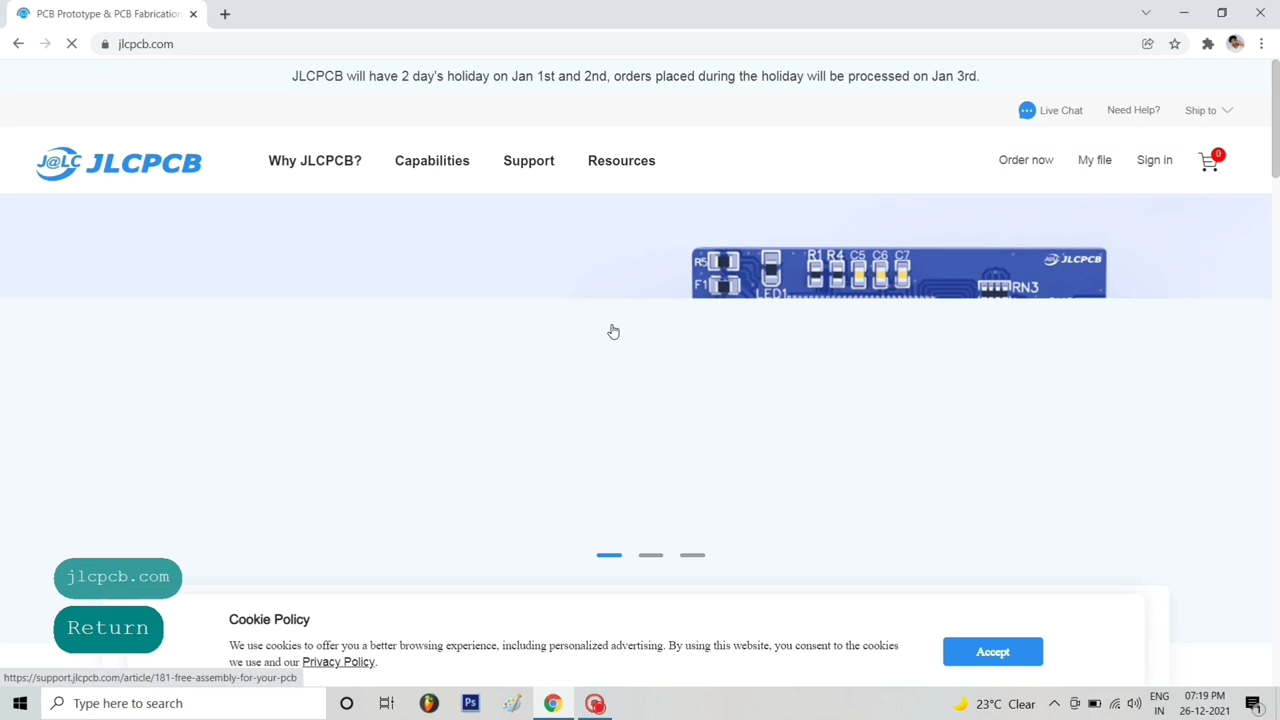 PCB Prototype & PCB Fabrication
jlcpcb.com
JLCPCB will have 2 day's holiday on Jan 1st and 2nd, orders placed during the holiday will be processed on Jan 3rd.
Live Chat
Need Help?
Ship to
J@LC JLCPCB
Why JLCPCB?
Capabilities
Support
Resources
Order now
My file
Sign in
0
R5
R1 R4 C5 C6 C7
J@LC JLCPCB
F1
LED1
RN3
jlcpcb.com
Return
Cookie Policy
We use cookies to offer you a better browsing experience, including personalized advertising. By using this website, you consent to the cookies
we use and our Privacy Policy.
Accept
https://support.jlcpcb.com/article/181-free-assembly-for-your-pcb
Type here to search
Ps
23°C Clear
ENG
IN
07:19 PM
26-12-2021
1